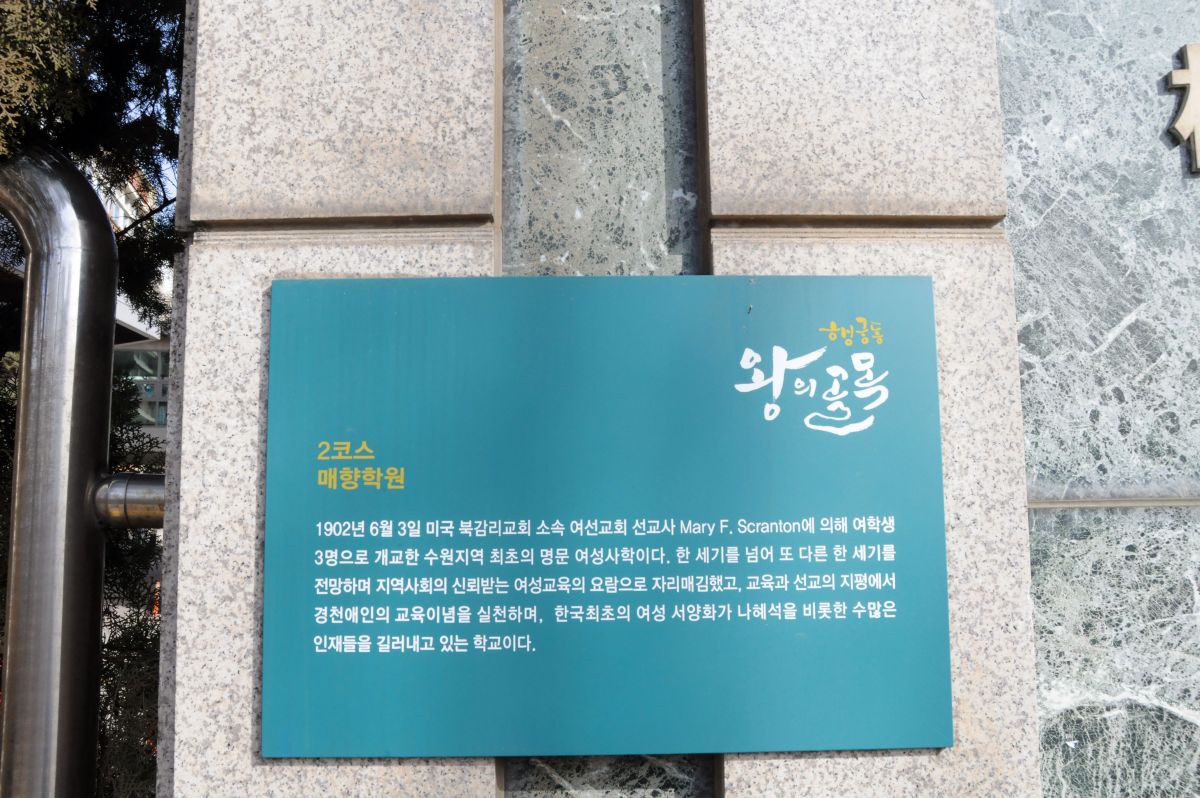 행궁동
왕의 골목
2코스
매향학원
1902년 6월 3일 미국 북감리교회 소속 여선교회 선교사 Mary F. Scranton에 의해 여학생
3명으로 개교한 수원지역 최초의 명문 여성사학이다. 한 세기를 넘어 또 다른 한 세기를
전망하며 지역사회의 신뢰받는 여성교육의 요람으로 자리매김했고, 교육과 선교의 지평에서
경천애인의 교육이념을 실천하며, 한국최초의 여성 서양화가 나혜석을 비롯한 수많은
인재들을 길러내고 있는 학교이다.